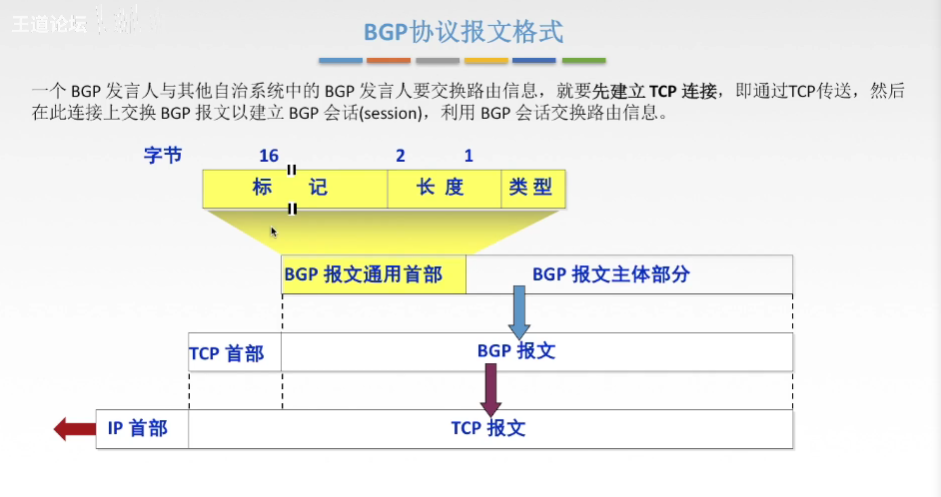 王道论坛
BGP协议报文格式
一个 BGP 发言人与其他自治系统中的 BGP 发言人要交换路由信息，就要先建立 TCP 连接，即通过TCP传送，然后
在此连接上交换 BGP 报文以建立 BGP 会话(session)，利用 BGP 会话交换路由信息。
字节 16 2 1
标 记 长 度 类 型
BGP 报文通用首部 BGP 报文主体部分
TCP 首部 BGP 报文
IP 首部 TCP 报文